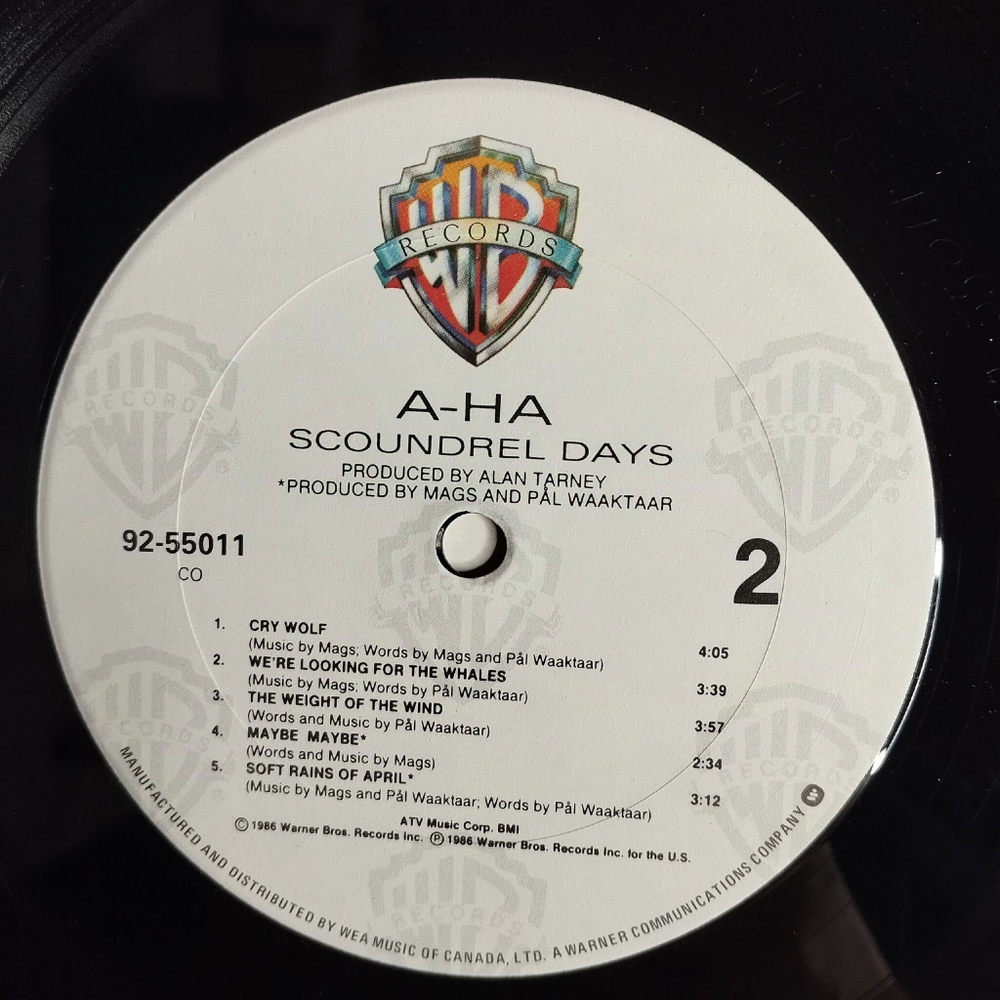 WB
RECORDS
A-HA
SCOUNDREL DAYS
PRODUCED BY ALAN TARNEY
*PRODUCED BY MAGS AND PÅL WAAKTAAR
92-55011
CO
2
1. CRY WOLF
(Music by Mags; Words by Mags and Pål Waaktaar) 4:05
2. WE'RE LOOKING FOR THE WHALES
(Music by Mags; Words by Pål Waaktaar) 3:39
3. THE WEIGHT OF THE WIND
(Words and Music by Pål Waaktaar) 3:57
4. MAYBE MAYBE*
(Words and Music by Mags) 2:34
5. SOFT RAINS OF APRIL*
(Music by Mags and Pål Waaktaar; Words by Pål Waaktaar) 3:12
ATV Music Corp. BMI
© 1986 Warner Bros. Records Inc. ℗ 1986 Warner Bros. Records Inc. for the U.S.
MANUFACTURED AND DISTRIBUTED BY WEA MUSIC OF CANADA, LTD. A WARNER COMMUNICATIONS COMPANY